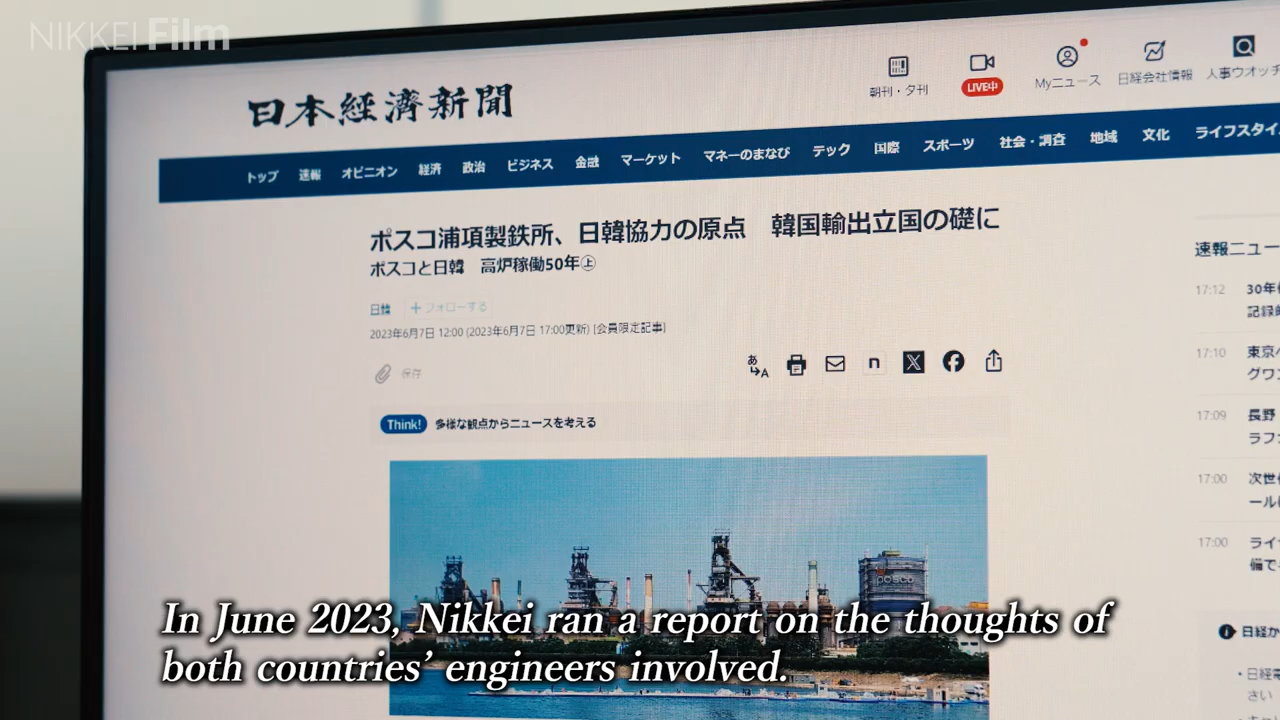 NIKKEI Film
日本経済新聞
朝刊・夕刊
LIVE中
Myニュース
日経会社情報
人事ウオッチ
トップ 速報 オピニオン 経済 政治 ビジネス 金融 マーケット マネーのまなび テック 国際 スポーツ 社会・調査 地域 文化 ライフスタイ
ポスコ浦項製鉄所、日韓協力の原点 韓国輸出立国の礎に
ポスコと日韓 高炉稼働50年㊤
日韓 +フォローする
2023年6月7日 12:00 (2023年6月7日 17:00更新) [会員限定記事]
保存
あ
A
n
X
Think! 多様な観点からニュースを考える
posco
速報ニュー
17:12 30年
記録
17:10 東京
グワン
17:09 長野
ラフ
17:00 次世
ール
17:00 ライ
備で
日経か
・日経
さい
In June 2023, Nikkei ran a report on the thoughts of
both countries' engineers involved.